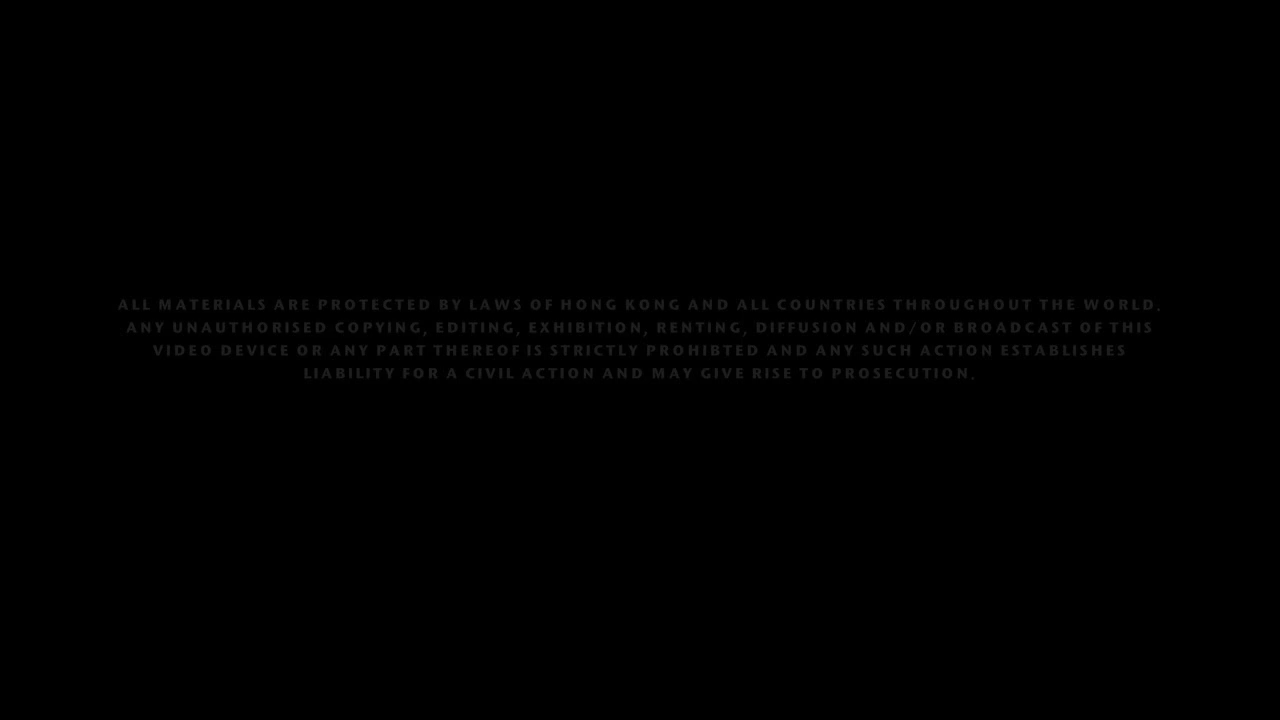 ALL MATERIALS ARE PROTECTED BY LAWS OF HONG KONG AND ALL COUNTRIES THROUGHOUT THE WORLD.
ANY UNAUTHORISED COPYING, EDITING, EXHIBITION, RENTING, DIFFUSION AND/OR BROADCAST OF THIS
VIDEO DEVICE OR ANY PART THEREOF IS STRICTLY PROHIBTED AND ANY SUCH ACTION ESTABLISHES
LIABILITY FOR A CIVIL ACTION AND MAY GIVE RISE TO PROSECUTION.